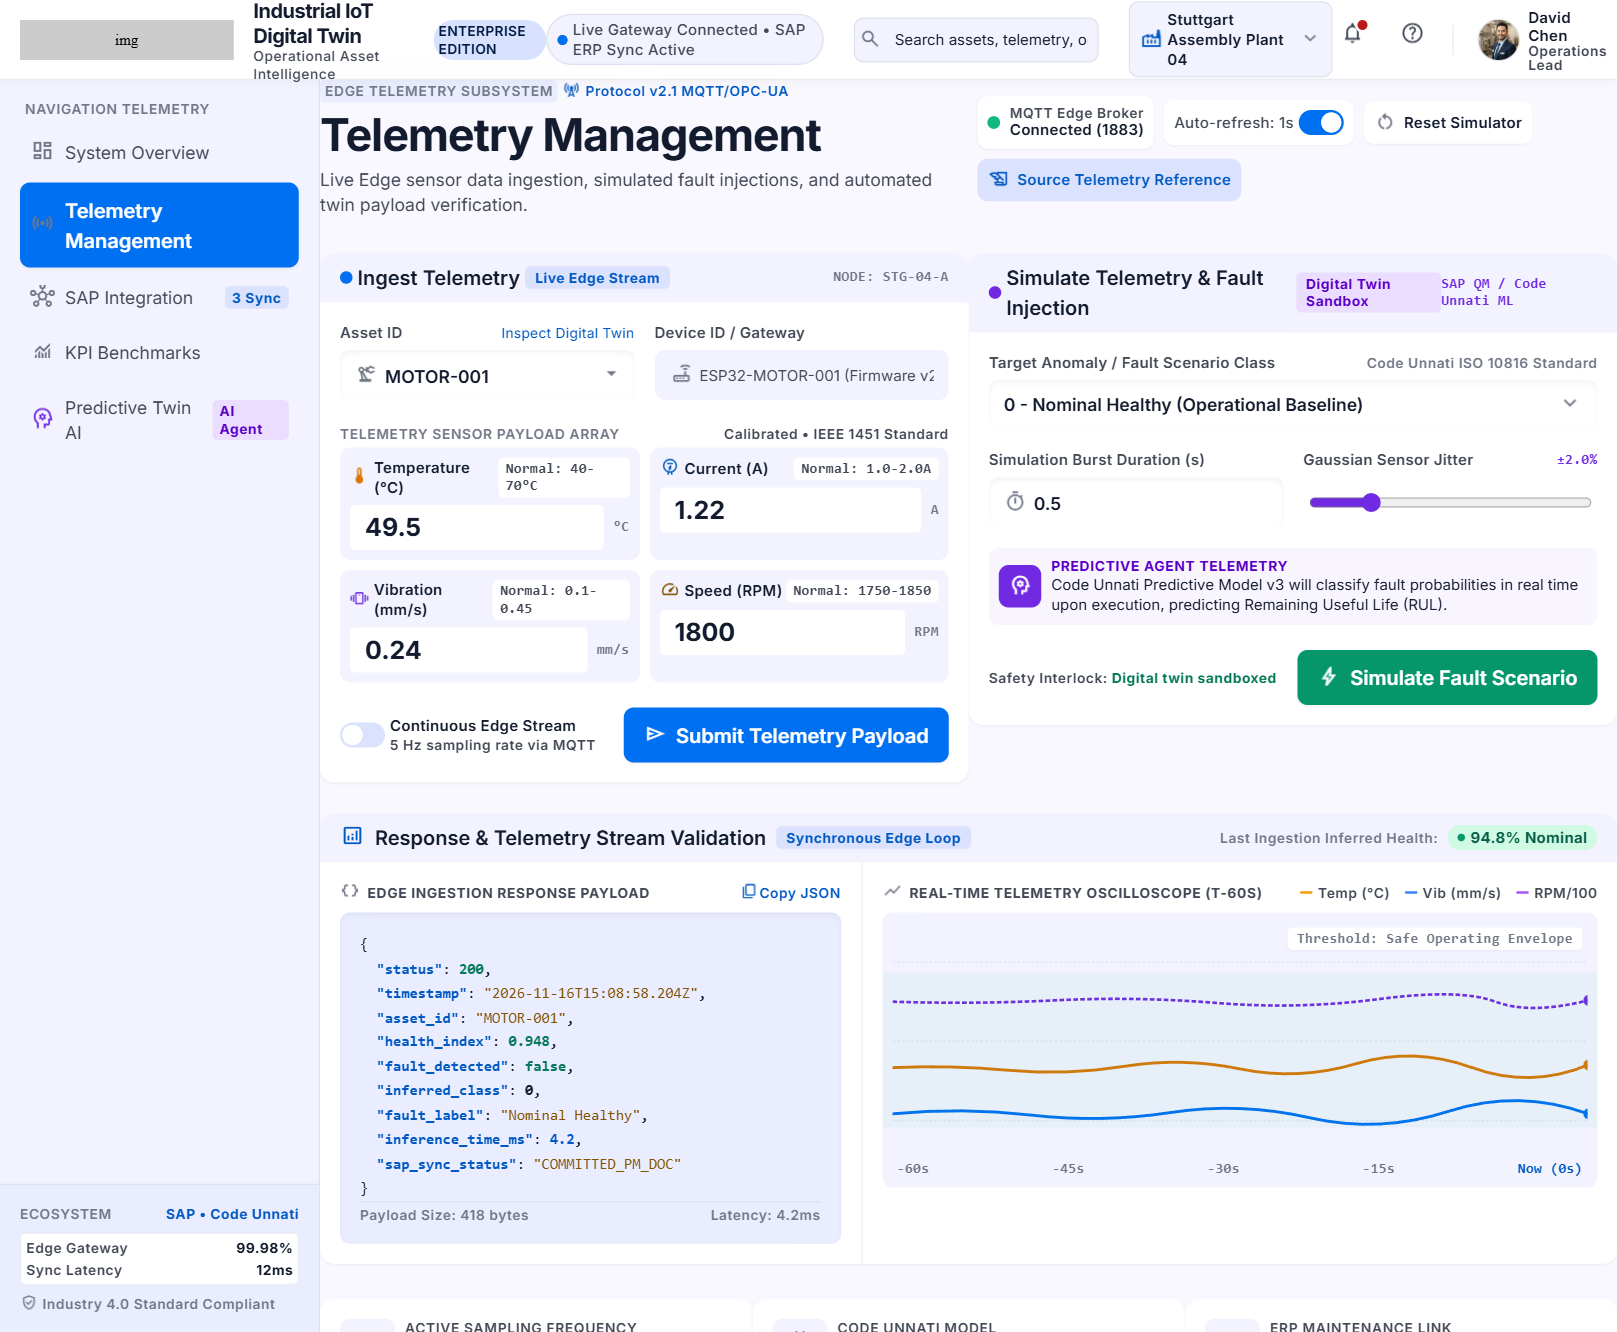 img
Industrial IoT
Digital Twin
Operational Asset
Intelligence
ENTERPRISE
EDITION
Live Gateway Connected • SAP
ERP Sync Active
Search assets, telemetry, o
Stuttgart
Assembly Plant
04
David
Chen
Operations
Lead
NAVIGATION TELEMETRY
System Overview
Telemetry
Management
SAP Integration
3 Sync
KPI Benchmarks
Predictive Twin
AI
AI
Agent
ECOSYSTEM
SAP • Code Unnati
Edge Gateway
99.98%
Sync Latency
12ms
Industry 4.0 Standard Compliant
EDGE TELEMETRY SUBSYSTEM
Protocol v2.1 MQTT/OPC-UA
Telemetry Management
Live Edge sensor data ingestion, simulated fault injections, and automated
twin payload verification.
MQTT Edge Broker
Connected (1883)
Auto-refresh: 1s
Reset Simulator
Source Telemetry Reference
Ingest Telemetry
Live Edge Stream
NODE: STG-04-A
Asset ID
Inspect Digital Twin
Device ID / Gateway
MOTOR-001
ESP32-MOTOR-001 (Firmware v2
TELEMETRY SENSOR PAYLOAD ARRAY
Calibrated • IEEE 1451 Standard
Temperature
(°C)
Normal: 40-
70°C
49.5
°C
Current (A)
Normal: 1.0-2.0A
1.22
A
Vibration
(mm/s)
Normal: 0.1-
0.45
0.24
mm/s
Speed (RPM)
Normal: 1750-1850
1800
RPM
Continuous Edge Stream
5 Hz sampling rate via MQTT
Submit Telemetry Payload
Simulate Telemetry & Fault
Injection
Digital Twin
Sandbox
SAP QM / Code
Unnati ML
Target Anomaly / Fault Scenario Class
Code Unnati ISO 10816 Standard
0 - Nominal Healthy (Operational Baseline)
Simulation Burst Duration (s)
0.5
Gaussian Sensor Jitter
±2.0%
PREDICTIVE AGENT TELEMETRY
Code Unnati Predictive Model v3 will classify fault probabilities in real time
upon execution, predicting Remaining Useful Life (RUL).
Safety Interlock: Digital twin sandboxed
Simulate Fault Scenario
Response & Telemetry Stream Validation
Synchronous Edge Loop
Last Ingestion Inferred Health:
94.8% Nominal
EDGE INGESTION RESPONSE PAYLOAD
Copy JSON
{
"status": 200,
"timestamp": "2026-11-16T15:08:58.204Z",
"asset_id": "MOTOR-001",
"health_index": 0.948,
"fault_detected": false,
"inferred_class": 0,
"fault_label": "Nominal Healthy",
"inference_time_ms": 4.2,
"sap_sync_status": "COMMITTED_PM_DOC"
}
Payload Size: 418 bytes
Latency: 4.2ms
REAL-TIME TELEMETRY OSCILLOSCOPE (T-60S)
Temp (°C)
Vib (mm/s)
RPM/100
Threshold: Safe Operating Envelope
-60s
-45s
-30s
-15s
Now (0s)
ACTIVE SAMPLING FREQUENCY
CODE UNNATI MODEL
ERP MAINTENANCE LINK